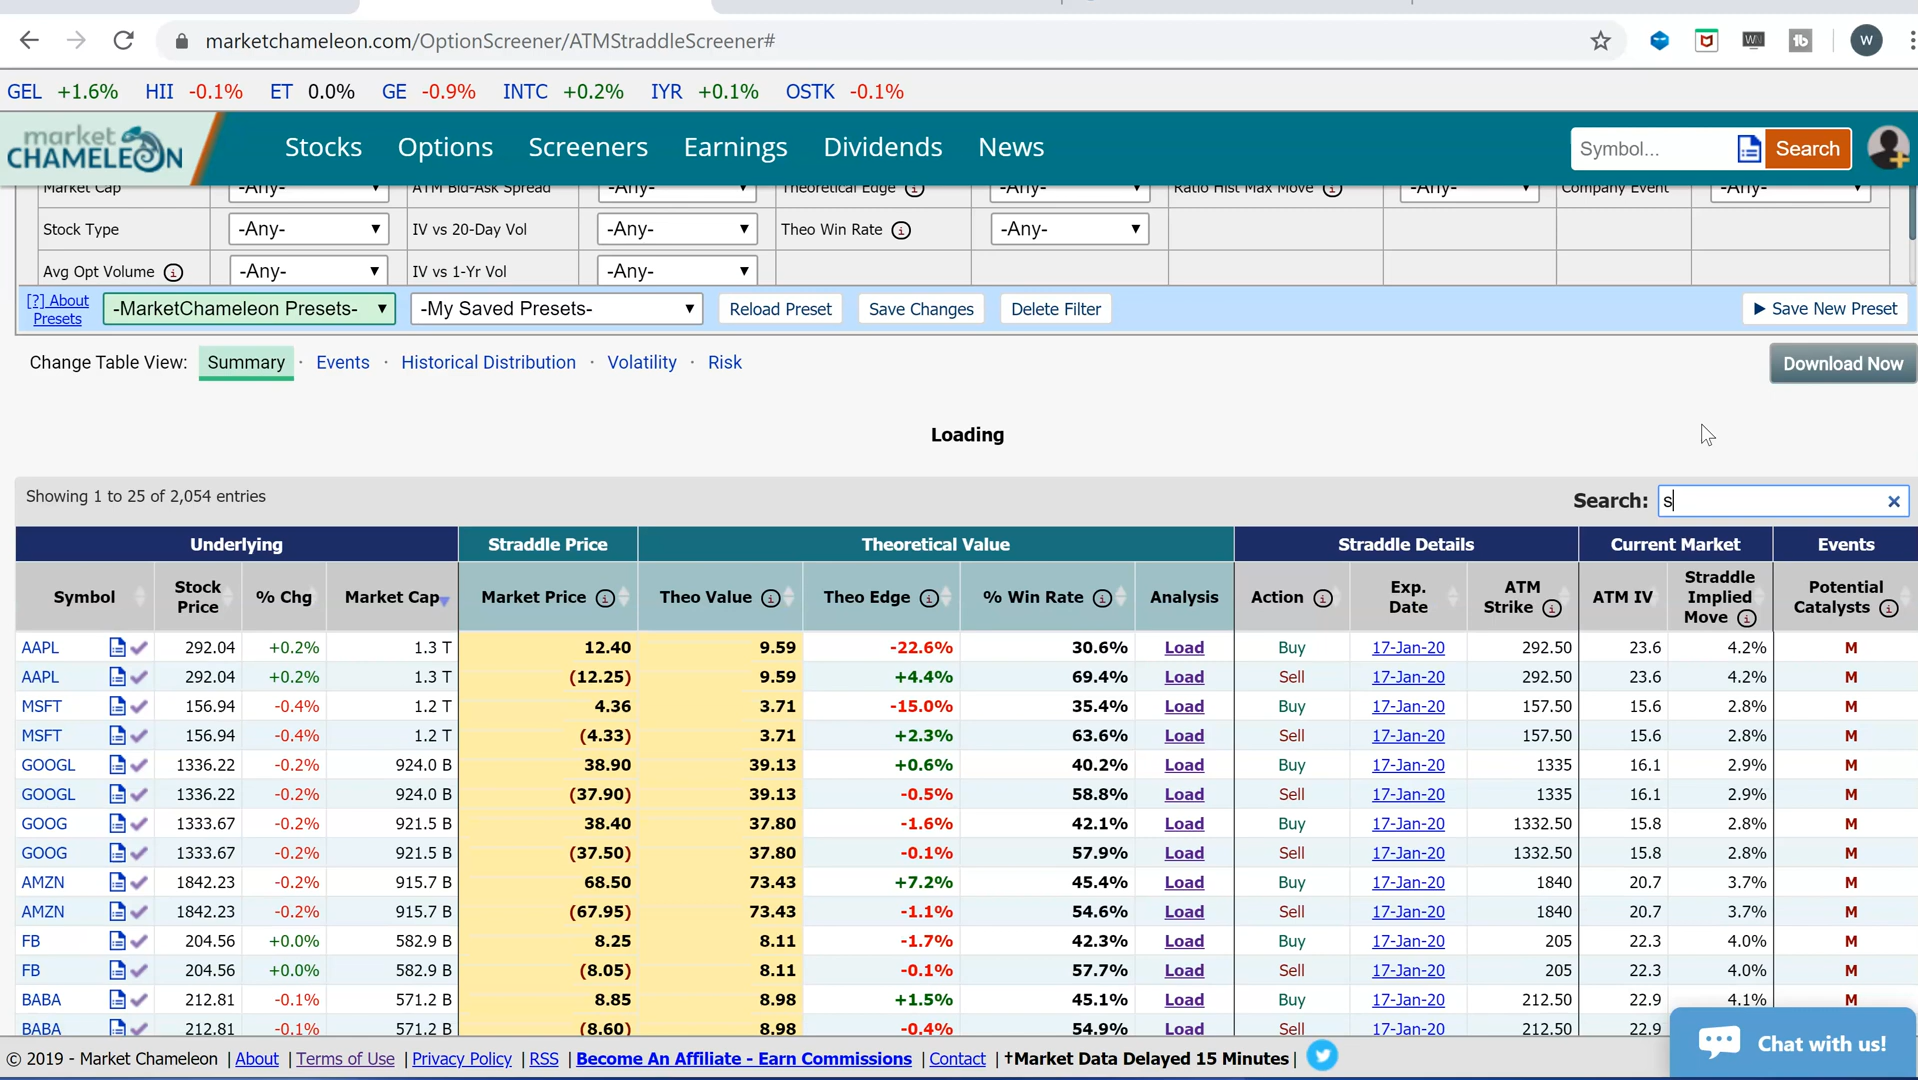 marketchameleon.com/OptionScreener/ATMStraddleScreener#
W
GEL +1.6% HII -0.1% ET 0.0% GE -0.9% INTC +0.2% IYR +0.1% OSTK -0.1%
market CHAMELEON Stocks Options Screeners Earnings Dividends News Symbol... Search
Market Cap -Any- ATM Bid-Ask Spread -Any- Theoretical Edge -Any- Ratio Hist Max Move -Any- Company Event -Any-
Stock Type -Any- IV vs 20-Day Vol -Any- Theo Win Rate -Any-
Avg Opt Volume -Any- IV vs 1-Yr Vol -Any-
[?] About Presets -MarketChameleon Presets- -My Saved Presets- Reload Preset Save Changes Delete Filter Save New Preset
Change Table View: Summary · Events · Historical Distribution · Volatility · Risk Download Now
Loading
Showing 1 to 25 of 2,054 entries Search: s
Underlying Straddle Price Theoretical Value Straddle Details Current Market Events
Symbol Stock Price % Chg Market Cap Market Price Theo Value Theo Edge % Win Rate Analysis Action Exp. Date ATM Strike ATM IV Straddle Implied Move Potential Catalysts
AAPL 292.04 +0.2% 1.3 T 12.40 9.59 -22.6% 30.6% Load Buy 17-Jan-20 292.50 23.6 4.2% M
AAPL 292.04 +0.2% 1.3 T (12.25) 9.59 +4.4% 69.4% Load Sell 17-Jan-20 292.50 23.6 4.2% M
MSFT 156.94 -0.4% 1.2 T 4.36 3.71 -15.0% 35.4% Load Buy 17-Jan-20 157.50 15.6 2.8% M
MSFT 156.94 -0.4% 1.2 T (4.33) 3.71 +2.3% 63.6% Load Sell 17-Jan-20 157.50 15.6 2.8% M
GOOGL 1336.22 -0.2% 924.0 B 38.90 39.13 +0.6% 40.2% Load Buy 17-Jan-20 1335 16.1 2.9% M
GOOGL 1336.22 -0.2% 924.0 B (37.90) 39.13 -0.5% 58.8% Load Sell 17-Jan-20 1335 16.1 2.9% M
GOOG 1333.67 -0.2% 921.5 B 38.40 37.80 -1.6% 42.1% Load Buy 17-Jan-20 1332.50 15.8 2.8% M
GOOG 1333.67 -0.2% 921.5 B (37.50) 37.80 -0.1% 57.9% Load Sell 17-Jan-20 1332.50 15.8 2.8% M
AMZN 1842.23 -0.2% 915.7 B 68.50 73.43 +7.2% 45.4% Load Buy 17-Jan-20 1840 20.7 3.7% M
AMZN 1842.23 -0.2% 915.7 B (67.95) 73.43 -1.1% 54.6% Load Sell 17-Jan-20 1840 20.7 3.7% M
FB 204.56 +0.0% 582.9 B 8.25 8.11 -1.7% 42.3% Load Buy 17-Jan-20 205 22.3 4.0% M
FB 204.56 +0.0% 582.9 B (8.05) 8.11 -0.1% 57.7% Load Sell 17-Jan-20 205 22.3 4.0% M
BABA 212.81 -0.1% 571.2 B 8.85 8.98 +1.5% 45.1% Load Buy 17-Jan-20 212.50 22.9 4.1% M
BABA 212.81 -0.1% 571.2 B (8.60) 8.98 -0.4% 54.9% Load Sell 17-Jan-20 212.50 22.9
Chat with us!
© 2019 - Market Chameleon | About | Terms of Use | Privacy Policy | RSS | Become An Affiliate - Earn Commissions | Contact | †Market Data Delayed 15 Minutes |